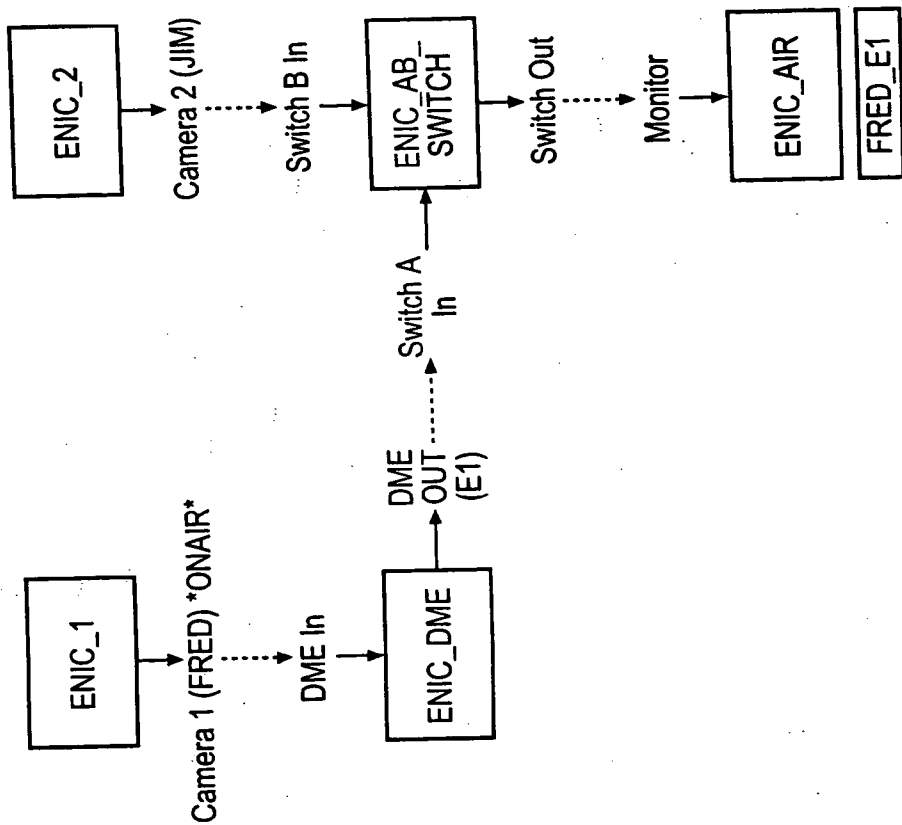 ENIC_1
Camera 1 (FRED) *ONAIR*
DME In
ENIC_DME
DME
OUT
(E1)
Switch A
In
ENIC_2
Camera 2 (JIM)
Switch B In
ENIC_AB_
SWITCH
Switch Out
Monitor
ENIC_AIR
FRED_E1